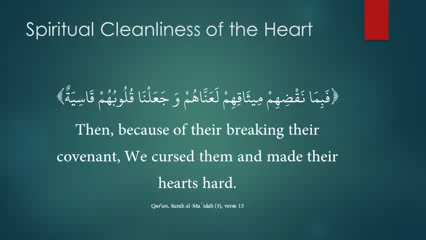 Spiritual Cleanliness of the Heart
﴿فَبِمَا نَقْضِهِمْ مِيثَاقِهِمْ لَعَنَّاهُمْ وَ جَعَلْنَا قُلُوبُهُمْ قَاسِيَةً﴾
Then, because of their breaking their
covenant, We cursed them and made their
hearts hard.
Qur'an, Surah al-Ma`idah (5), verse 13